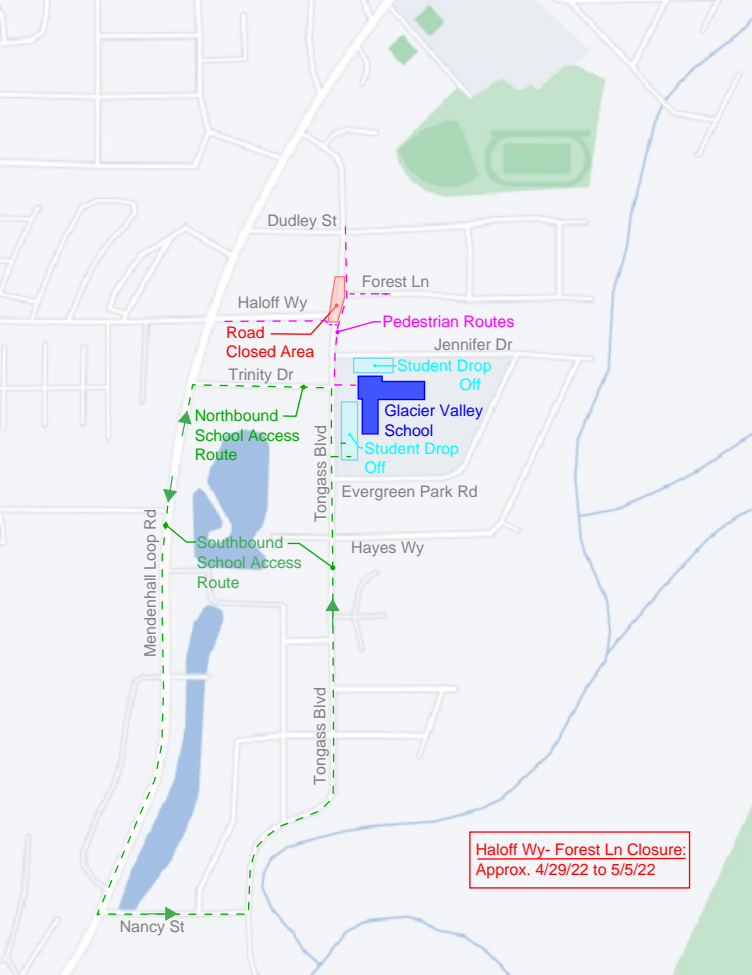 Dudley St
Forest Ln
Haloff Wy
Pedestrian Routes
Road
Closed Area
Jennifer Dr
Student Drop
Off
Trinity Dr
Glacier Valley
School
Northbound
School Access
Route
Student Drop
Off
Tongass Blvd
Evergreen Park Rd
Mendenhall Loop Rd
Southbound
School Access
Route
Hayes Wy
Tongass Blvd
Haloff Wy- Forest Ln Closure:
Approx. 4/29/22 to 5/5/22
Nancy St